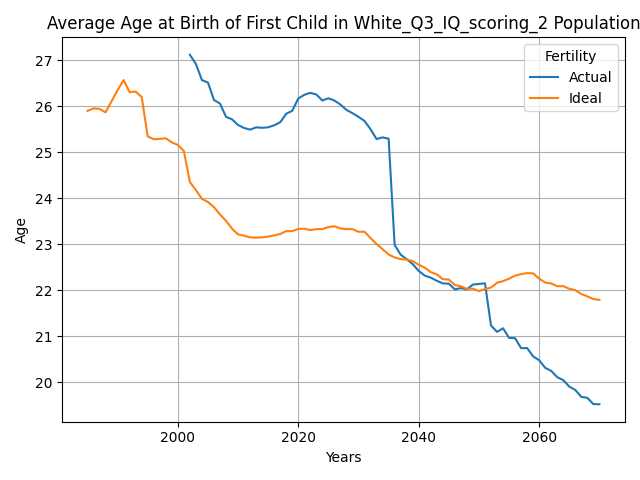 Average Age at Birth of First Child in White_Q3_IQ_scoring_2 Population
Fertility
Actual
Ideal
Age
27
26
25
24
23
22
21
20
2000
2020
2040
2060
Years